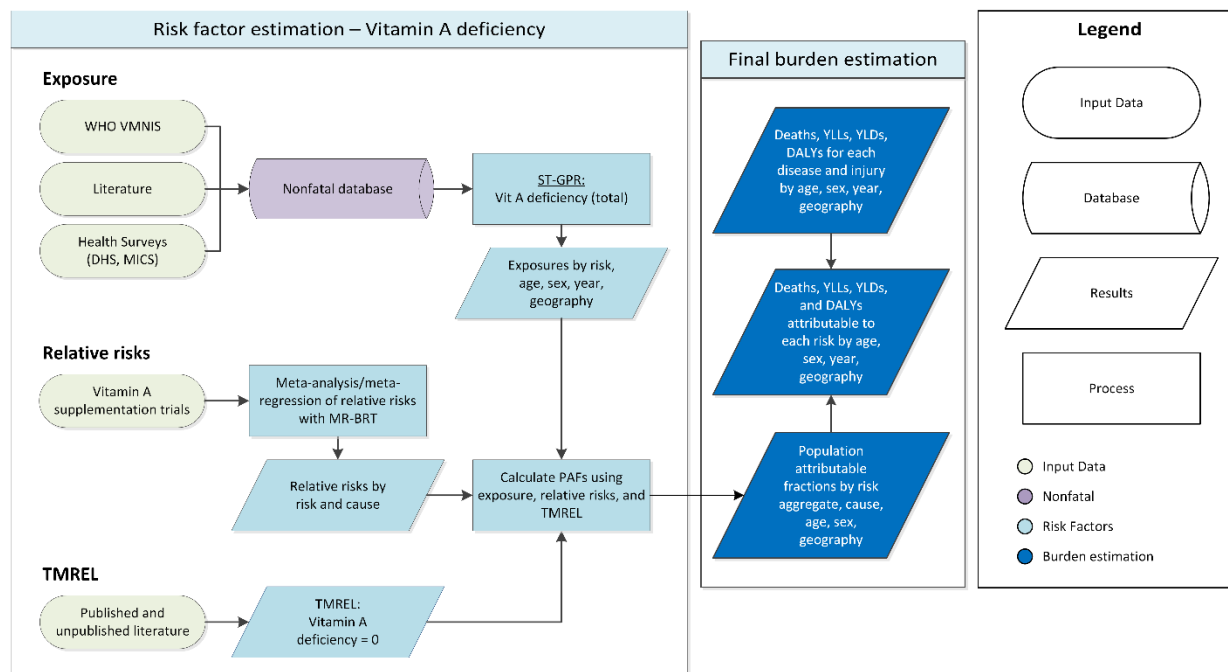 Risk factor estimation – Vitamin A deficiency
Exposure
WHO VMNIS
Literature
Health Surveys
(DHS, MICS)
Nonfatal database
ST-GPR:
Vit A deficiency (total)
Exposures by risk,
age, sex, year,
geography
Relative risks
Vitamin A
supplementation trials
Meta-analysis/meta-
regression of relative risks
with MR-BRT
Relative risks by
risk and cause
Calculate PAFs using
exposure, relative risks, and
TMREL
TMREL
Published and
unpublished literature
TMREL:
Vitamin A
deficiency = 0
Final burden estimation
Deaths, YLLs, YLDs,
DALYs for each
disease and injury
by age, sex, year,
geography
Deaths, YLLs, YLDs,
and DALYs
attributable to
each risk by age,
sex, year,
geography
Population
attributable
fractions by risk
aggregate, cause,
age, sex,
geography
Legend
Input Data
Database
Results
Process
Input Data
Nonfatal
Risk Factors
Burden estimation